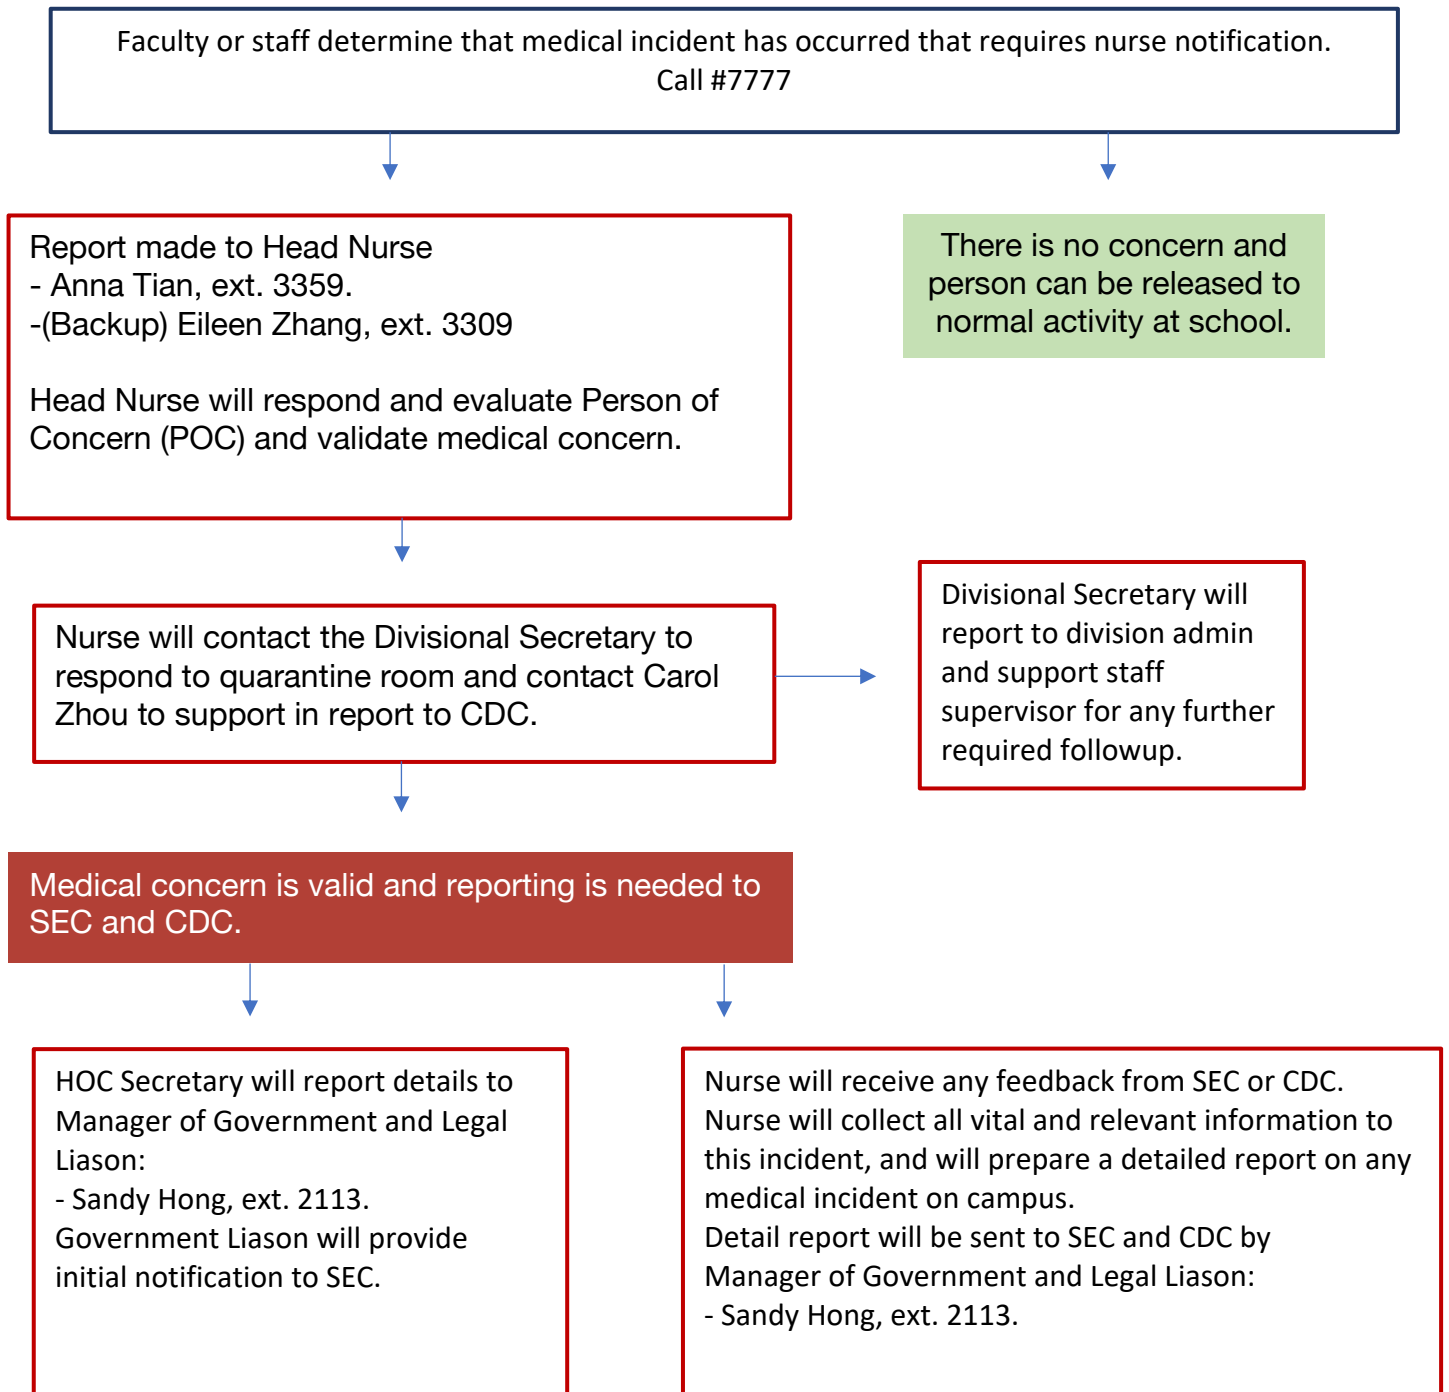 Faculty or staff determine that medical incident has occurred that requires nurse notification.
Call #7777
Report made to Head Nurse
- Anna Tian, ext. 3359.
-(Backup) Eileen Zhang, ext. 3309
Head Nurse will respond and evaluate Person of
Concern (POC) and validate medical concern.
There is no concern and
person can be released to
normal activity at school.
Nurse will contact the Divisional Secretary to
respond to quarantine room and contact Carol
Zhou to support in report to CDC.
Divisional Secretary will
report to division admin
and support staff
supervisor for any further
required followup.
Medical concern is valid and reporting is needed to
SEC and CDC.
HOC Secretary will report details to
Manager of Government and Legal
Liason:
- Sandy Hong, ext. 2113.
Government Liason will provide
initial notification to SEC.
Nurse will receive any feedback from SEC or CDC.
Nurse will collect all vital and relevant information to
this incident, and will prepare a detailed report on any
medical incident on campus.
Detail report will be sent to SEC and CDC by
Manager of Government and Legal Liason:
- Sandy Hong, ext. 2113.